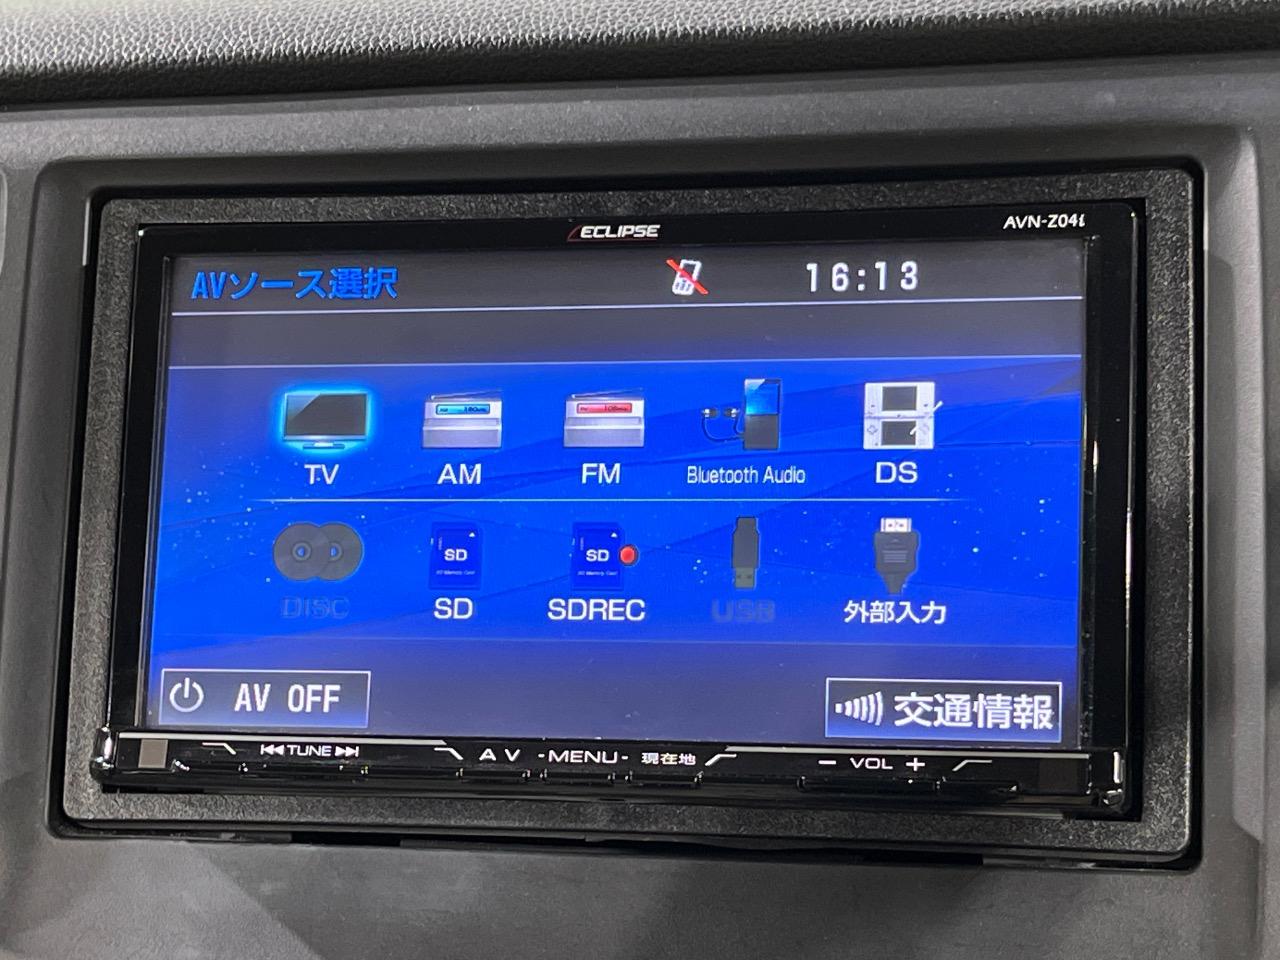 ECLIPSE
AVN-Z04i
AVソース選択
16:13
TV AM FM Bluetooth Audio DS
SD SD
DISC SD SDREC USB 外部入力
AV OFF
交通情報
TUNE AV -MENU- 現在地 - VOL +